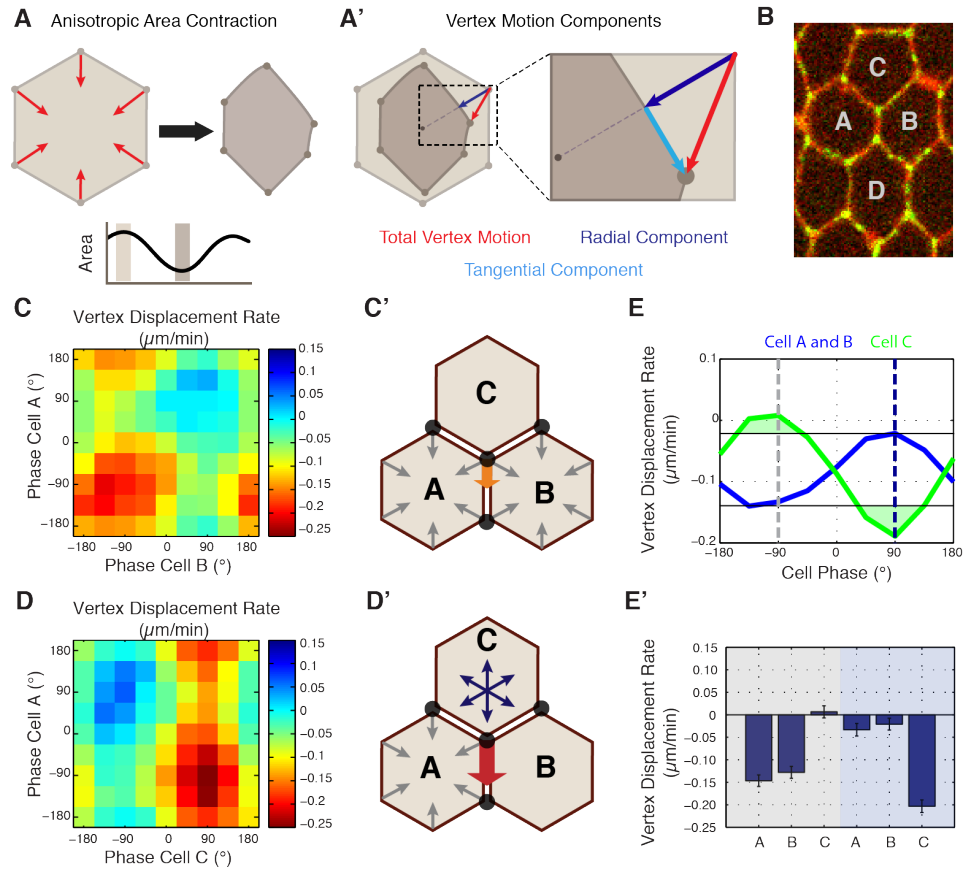 A Anisotropic Area Contraction
A' Vertex Motion Components
B
C
A
B
D
Area
Total Vertex Motion
Radial Component
Tangential Component
C
Vertex Displacement Rate
(µm/min)
180
90
0
−90
−180
Phase Cell A (°)
−180 −90 0 90 180
Phase Cell B (°)
0.15
0.10
0.05
0
−0.05
−0.1
−0.15
−0.20
−0.25
C'
C
A
B
E
Cell A and B Cell C
0.1
0
−0.1
−0.2
Vertex Displacement Rate
(µm/min)
−180 −90 0 90 180
Cell Phase (°)
D
Vertex Displacement Rate
(µm/min)
180
90
0
−90
−180
Phase Cell A (°)
−180 −90 0 90 180
Phase Cell C (°)
0.15
0.10
0.05
0
−0.05
−0.1
−0.15
−0.20
−0.25
D'
C
A
B
E'
0.15
0.10
0.05
0
−0.05
−0.10
−0.15
−0.20
−0.25
Vertex Displacement Rate
(µm/min)
A B C A B C